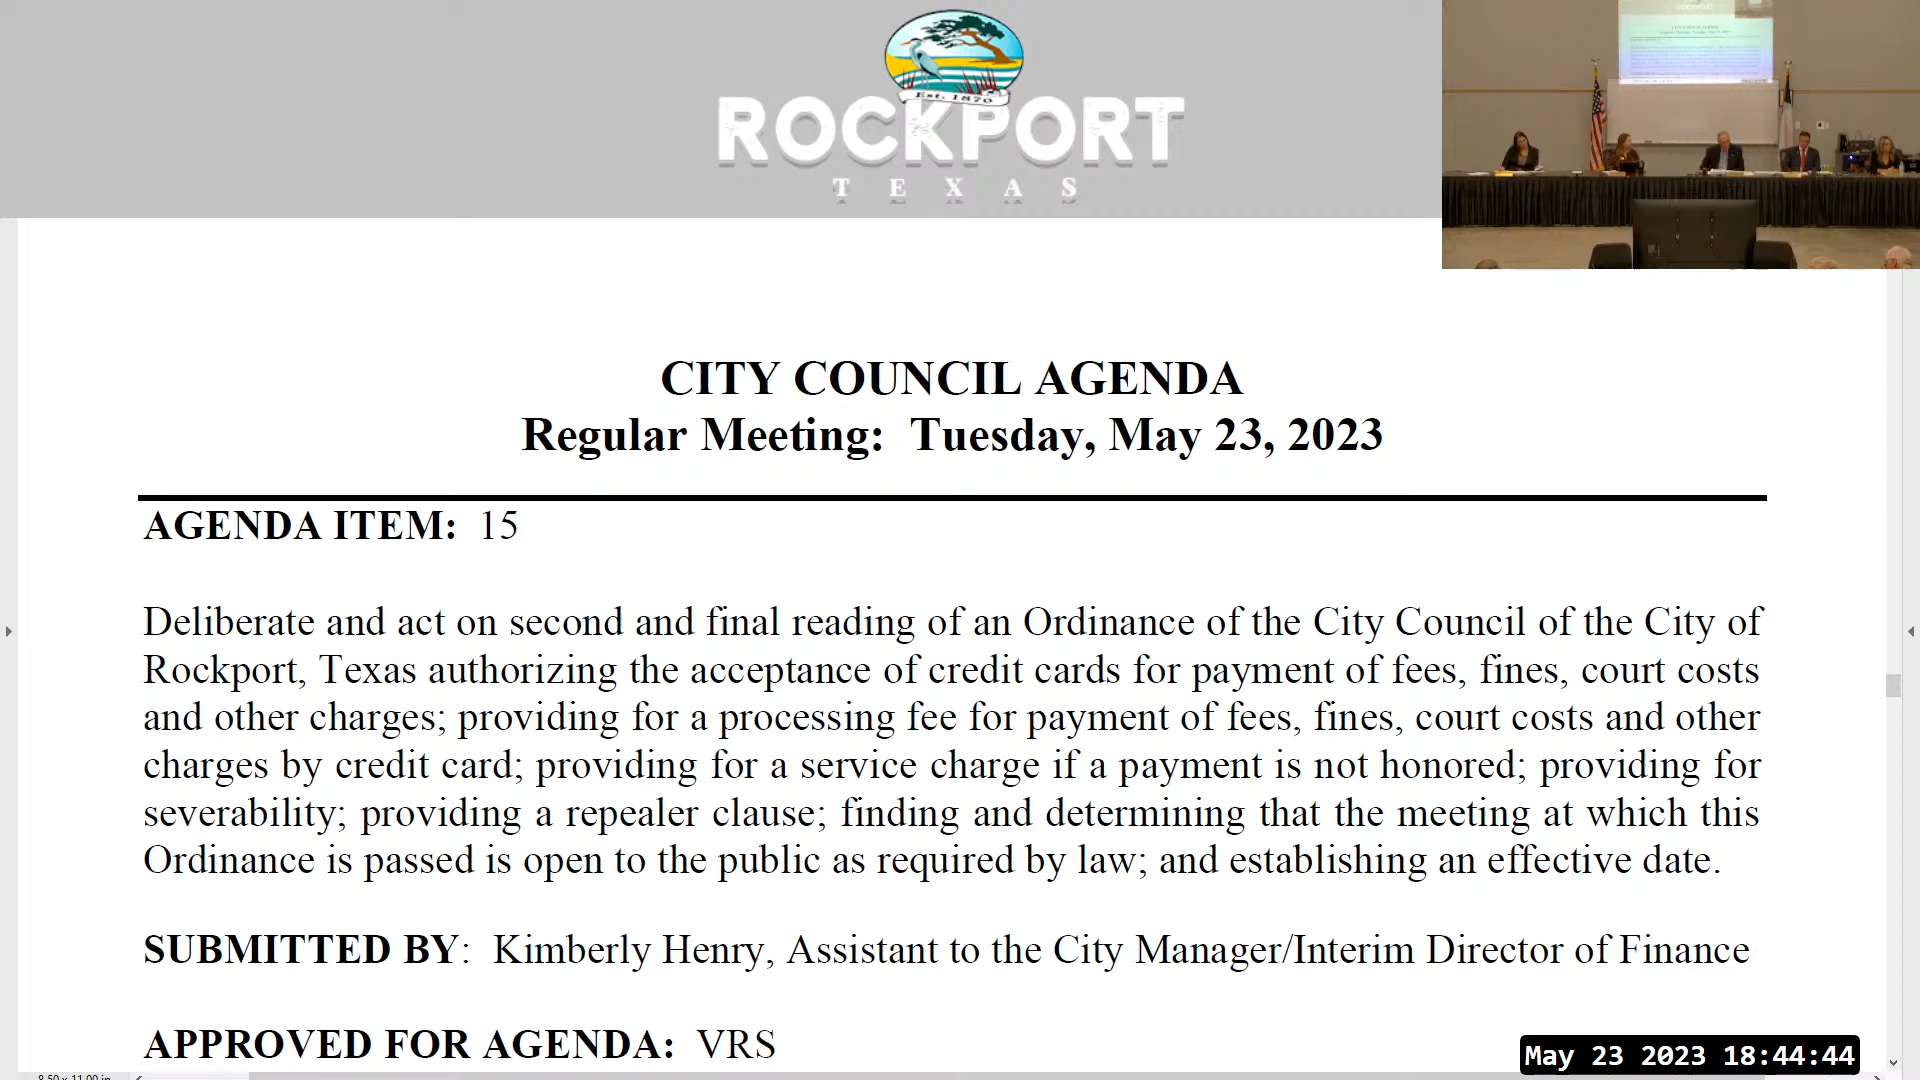 Est. 1870
ROCKPORT
TEXAS
CITY COUNCIL AGENDA
Regular Meeting: Tuesday, May 23, 2023
AGENDA ITEM: 15
Deliberate and act on second and final reading of an Ordinance of the City Council of the City of
Rockport, Texas authorizing the acceptance of credit cards for payment of fees, fines, court costs
and other charges; providing for a processing fee for payment of fees, fines, court costs and other
charges by credit card; providing for a service charge if a payment is not honored; providing for
severability; providing a repealer clause; finding and determining that the meeting at which this
Ordinance is passed is open to the public as required by law; and establishing an effective date.
SUBMITTED BY: Kimberly Henry, Assistant to the City Manager/Interim Director of Finance
APPROVED FOR AGENDA: VRS
May 23 2023 18:44:44
8.50 x 11.00 in